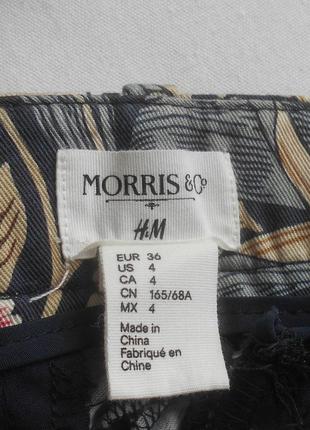 MORRIS & Co
H&M
EUR 36
US 4
CA 4
CN 165/68A
MX 4
Made in
China
Fabriqué en
Chine